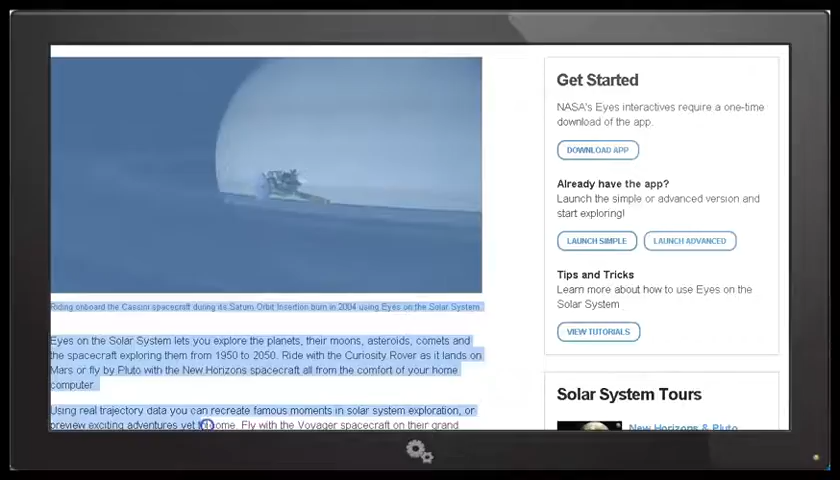 Riding onboard the Cassini spacecraft during its Saturn Orbit Insertion burn in 2004 using Eyes on the Solar System.
Eyes on the Solar System lets you explore the planets, their moons, asteroids, comets and
the spacecraft exploring them from 1950 to 2050. Ride with the Curiosity Rover as it lands on
Mars or fly by Pluto with the New Horizons spacecraft all from the comfort of your home
computer.
Using real trajectory data you can recreate famous moments in solar system exploration, or
preview exciting adventures yet to come. Fly with the Voyager spacecraft on their grand
Get Started
NASA's Eyes interactives require a one-time
download of the app.
DOWNLOAD APP
Already have the app?
Launch the simple or advanced version and
start exploring!
LAUNCH SIMPLE LAUNCH ADVANCED
Tips and Tricks
Learn more about how to use Eyes on the
Solar System
VIEW TUTORIALS
Solar System Tours
New Horizons & Pluto